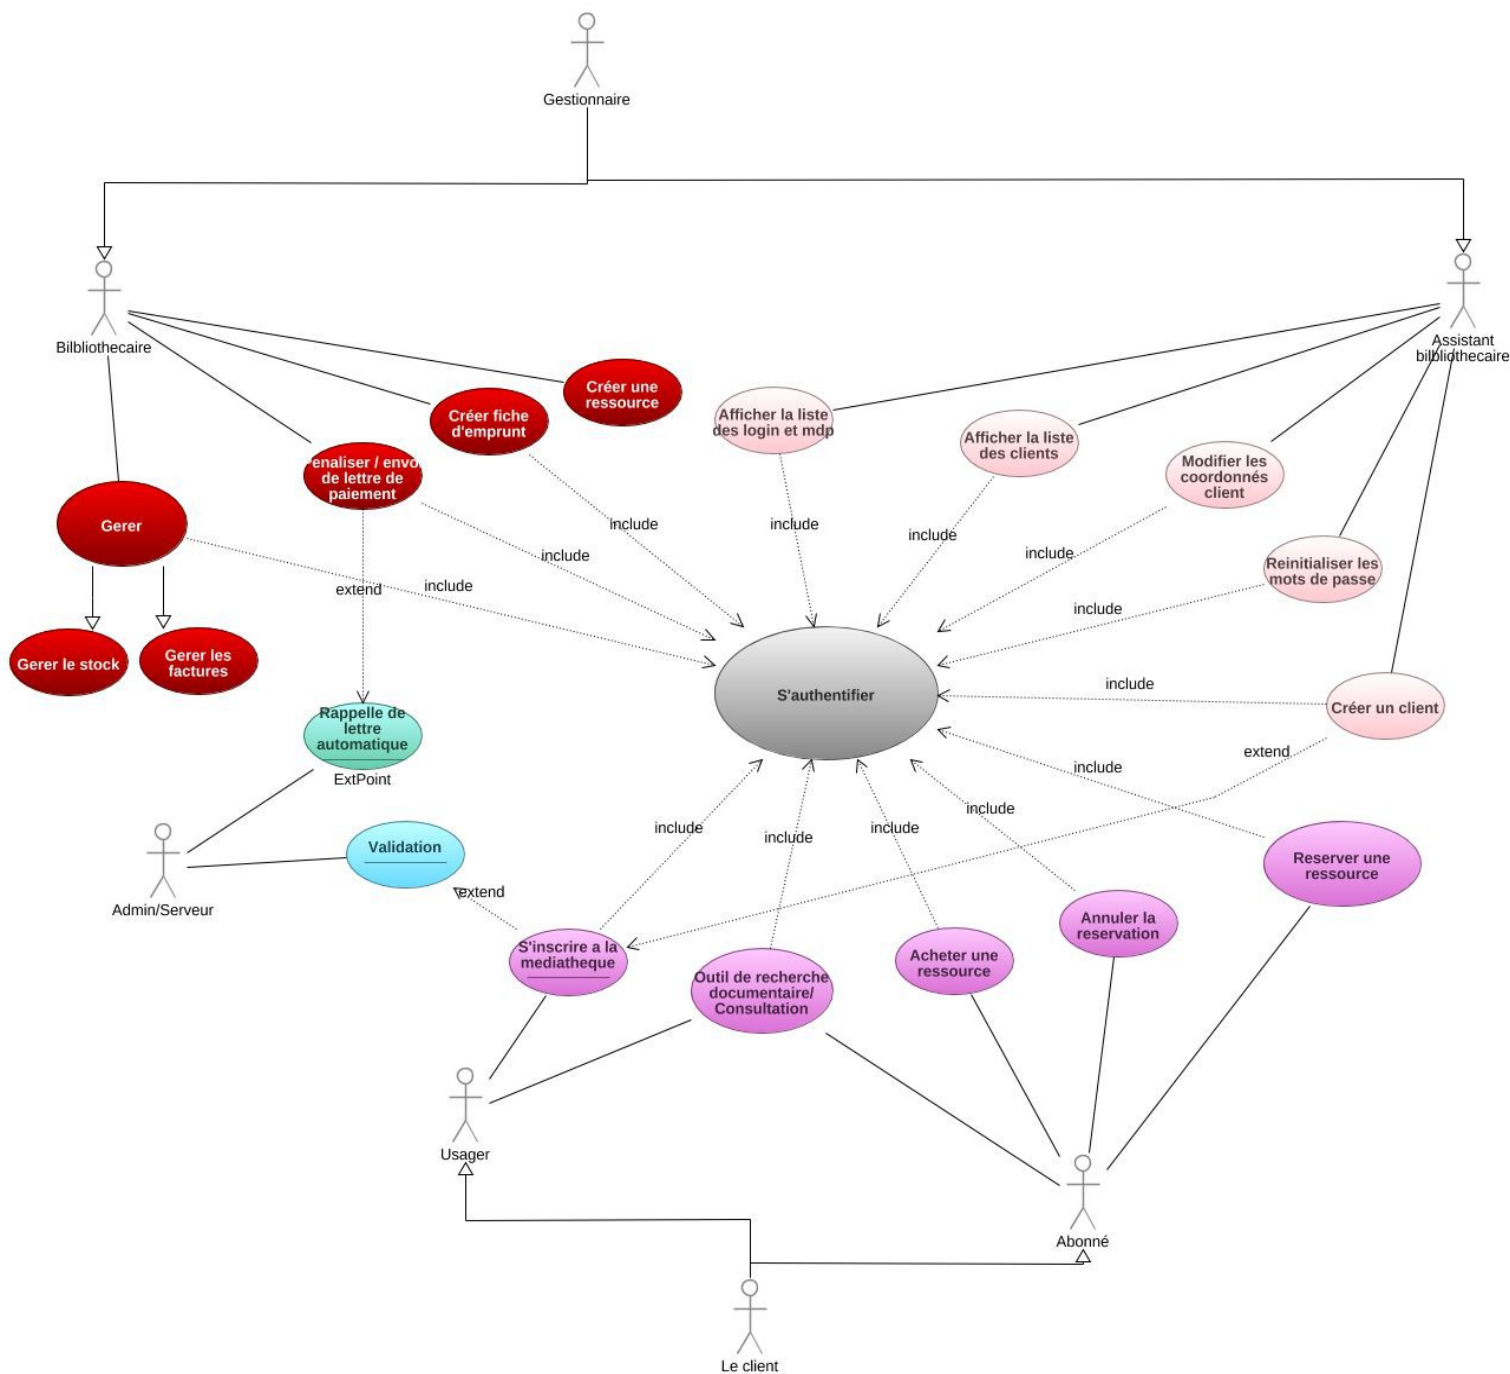 Gestionnaire
Bilbliothecaire
Assistant
bilbliothecaire
Créer une
ressource
Créer fiche
d'emprunt
Afficher la liste
des login et mdp
Afficher la liste
des clients
Modifier les
coordonnés
client
enaliser / envo
de lettre de
paiement
Gerer
include
include
include
include
include
extend
include
Reinitialiser les
mots de passe
include
Gerer le stock
Gerer les
factures
S'authentifier
include
Créer un client
Rappelle de
lettre
automatique
ExtPoint
extend
include
include
include
include
include
Validation
Reserver une
ressource
Admin/Serveur
extend
S'inscrire a la
mediatheque
Outil de recherche
documentaire/
Consultation
Acheter une
ressource
Annuler la
reservation
Usager
Abonné
Le client